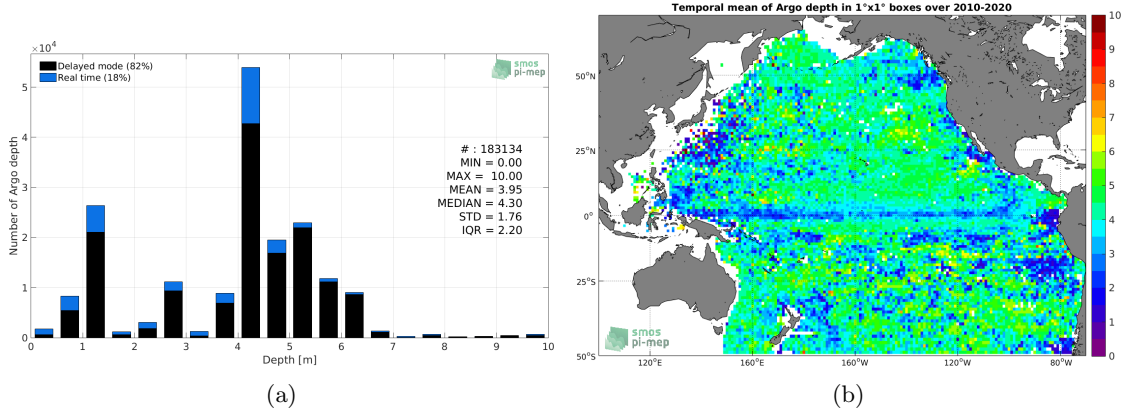 ×10⁴
Delayed mode (82%)
Real time (18%)
smos
pi-mep
# : 183134
MIN = 0.00
MAX = 10.00
MEAN = 3.95
MEDIAN = 4.30
STD = 1.76
IQR = 2.20
Number of Argo depth
5
4
3
2
1
0
0 1 2 3 4 5 6 7 8 9 10
Depth [m]
(a)
Temporal mean of Argo depth in 1°x1° boxes over 2010-2020
50°N
25°N
0°
25°S
50°S
120°E 160°E 160°W 120°W 80°W
smos
pi-mep
10
9
8
7
6
5
4
3
2
1
0
(b)